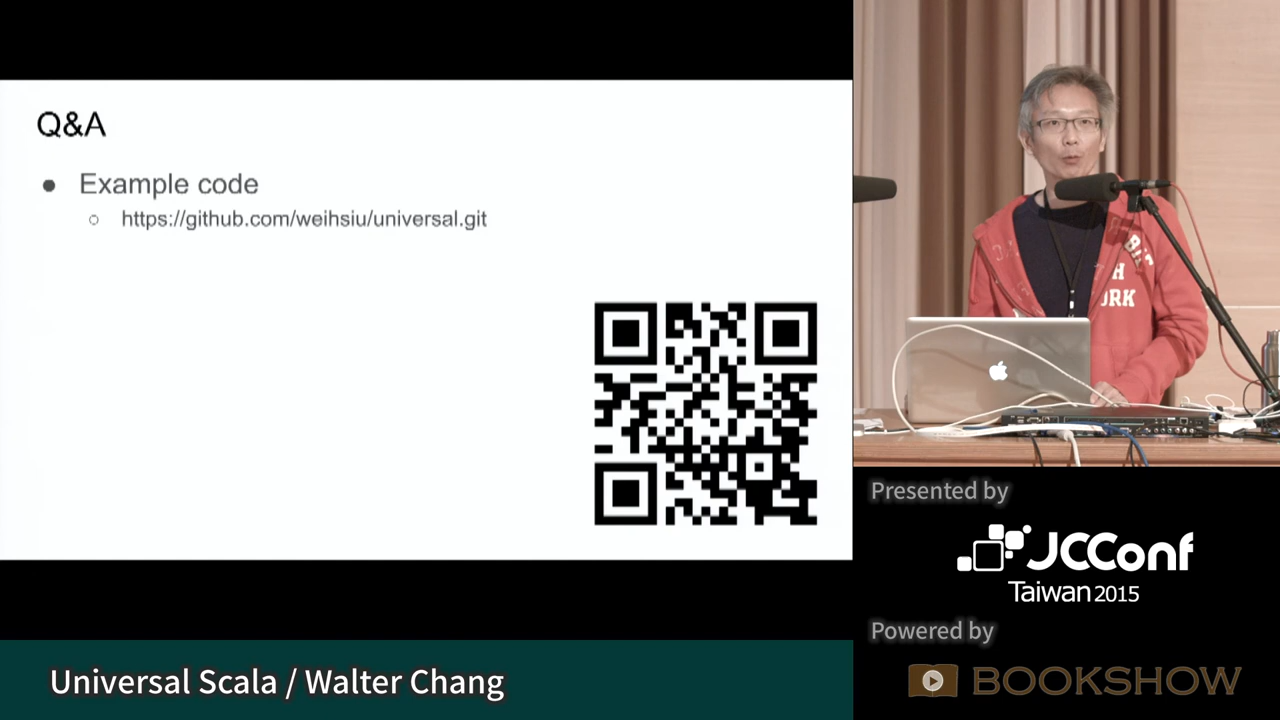 Q&A
Example code
https://github.com/weihsiu/universal.git
Presented by
JCConf
Taiwan 2015
Powered by
BOOKSHOW
Universal Scala / Walter Chang